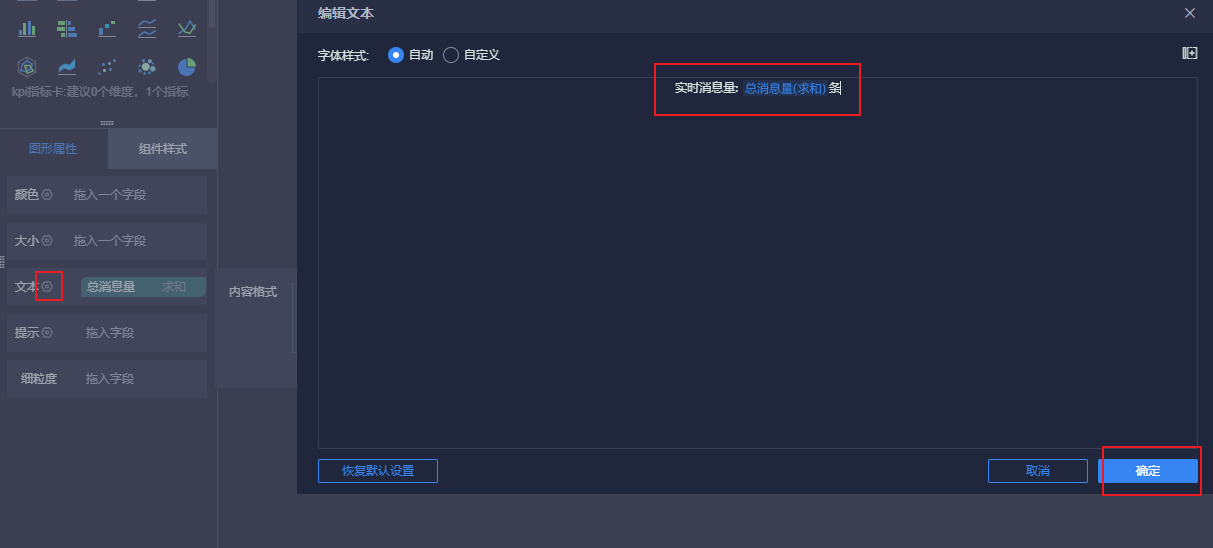 编辑文本
字体样式: 自动 自定义
实时消息量: 总消息量(求和) 条
kpi指标卡:建议0个维度，1个指标
图形属性 组件样式
颜色 拖入一个字段
大小 拖入一个字段
文本 总消息量 求和
内容格式
提示 拖入字段
细粒度 拖入字段
恢复默认设置 取消 确定